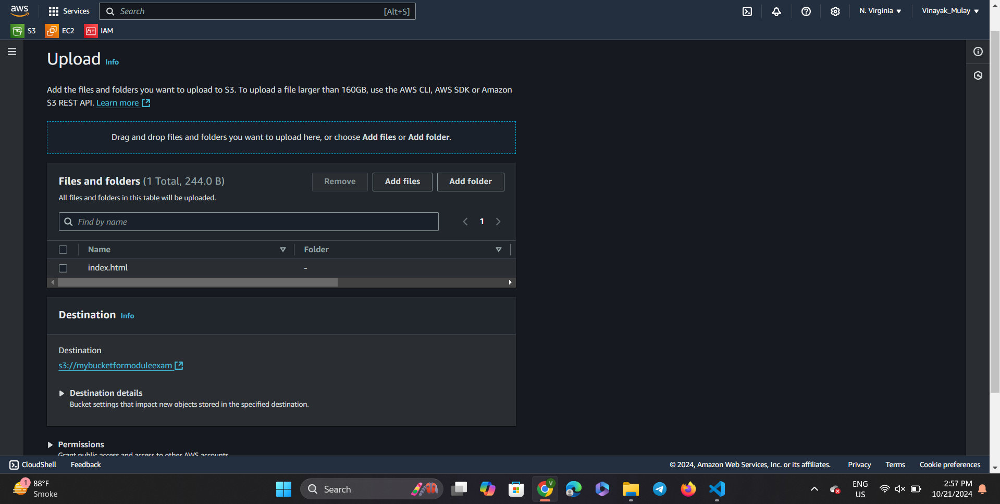 aws
Services
Search
[Alt+S]
N. Virginia
Vinayak_Mulay
S3
EC2
IAM
Upload Info
Add the files and folders you want to upload to S3. To upload a file larger than 160GB, use the AWS CLI, AWS SDK or Amazon
S3 REST API. Learn more
Drag and drop files and folders you want to upload here, or choose Add files or Add folder.
Files and folders (1 Total, 244.0 B)
Remove
Add files
Add folder
All files and folders in this table will be uploaded.
Find by name
1
Name
Folder
index.html
-
Destination Info
Destination
s3://mybucketformoduleexam
Destination details
Bucket settings that impact new objects stored in the specified destination.
Permissions
Grant public access and access to other AWS accounts.
CloudShell
Feedback
© 2024, Amazon Web Services, Inc. or its affiliates.
Privacy
Terms
Cookie preferences
1
88°F
Smoke
Search
V
ENG
US
2:57 PM
10/21/2024